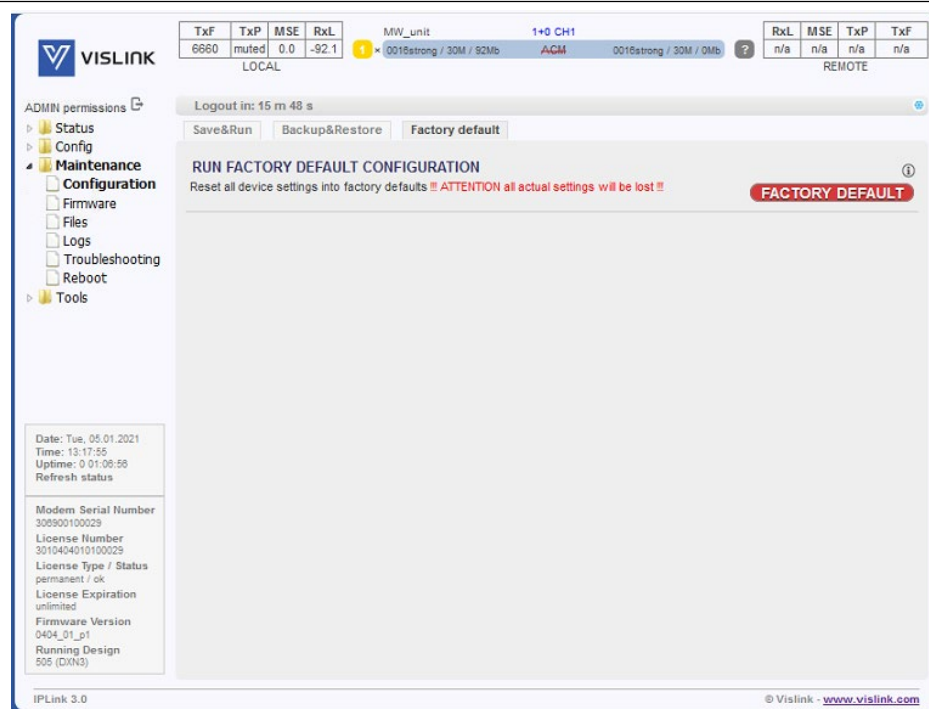 VISLINK
TxF TxP MSE RxL
6660 muted 0.0 -92.1
LOCAL
MW_unit 1+0 CH1
1 × 0016strong / 30M / 92Mb ACM 0016strong / 30M / 0Mb ?
RxL MSE TxP TxF
n/a n/a n/a n/a
REMOTE
ADMIN permissions
Status
Config
Maintenance
Configuration
Firmware
Files
Logs
Troubleshooting
Reboot
Tools
Logout in: 15 m 48 s
Save&Run Backup&Restore Factory default
RUN FACTORY DEFAULT CONFIGURATION
Reset all device settings into factory defaults !!! ATTENTION all actual settings will be lost !!!
FACTORY DEFAULT
Date: Tue, 05.01.2021
Time: 13:17:55
Uptime: 0 01:06:56
Refresh status
Modem Serial Number
306900100029
License Number
3010404010100029
License Type / Status
permanent / ok
License Expiration
unlimited
Firmware Version
0404_01_p1
Running Design
505 (DXN3)
IPLink 3.0
© Vislink - www.vislink.com